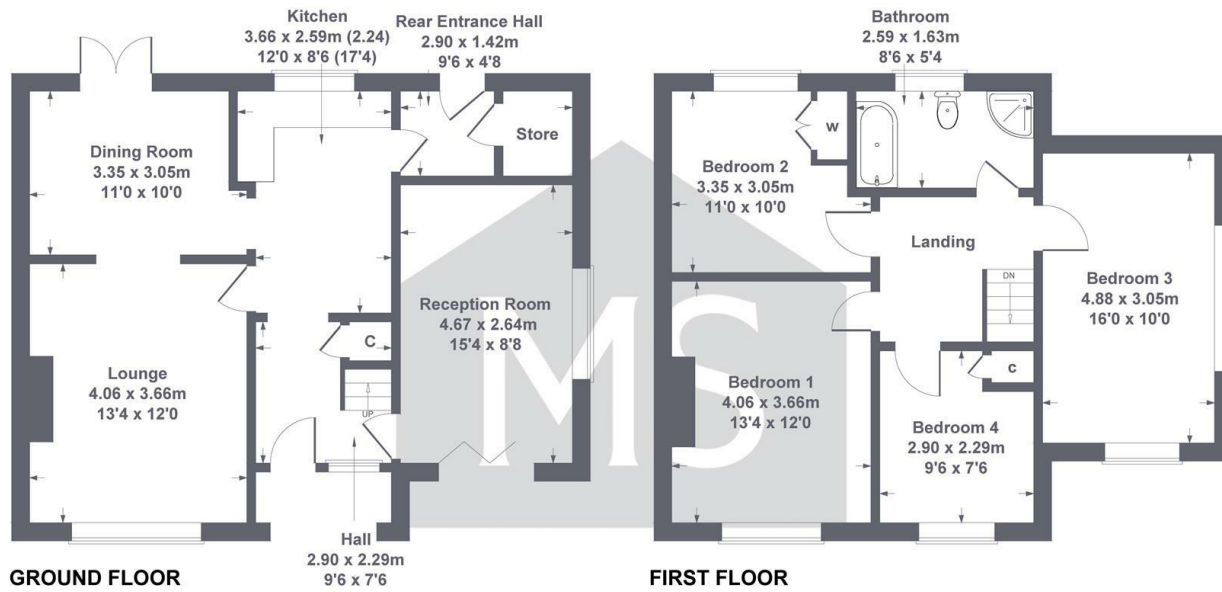 Kitchen
3.66 x 2.59m (2.24)
12'0 x 8'6 (17'4)
Rear Entrance Hall
2.90 x 1.42m
9'6 x 4'8
Store
Dining Room
3.35 x 3.05m
11'0 x 10'0
Reception Room
4.67 x 2.64m
15'4 x 8'8
C
Lounge
4.06 x 3.66m
13'4 x 12'0
UP
Hall
2.90 x 2.29m
9'6 x 7'6
GROUND FLOOR
MS
Bathroom
2.59 x 1.63m
8'6 x 5'4
w
Bedroom 2
3.35 x 3.05m
11'0 x 10'0
Landing
DN
Bedroom 3
4.88 x 3.05m
16'0 x 10'0
Bedroom 1
4.06 x 3.66m
13'4 x 12'0
c
Bedroom 4
2.90 x 2.29m
9'6 x 7'6
FIRST FLOOR